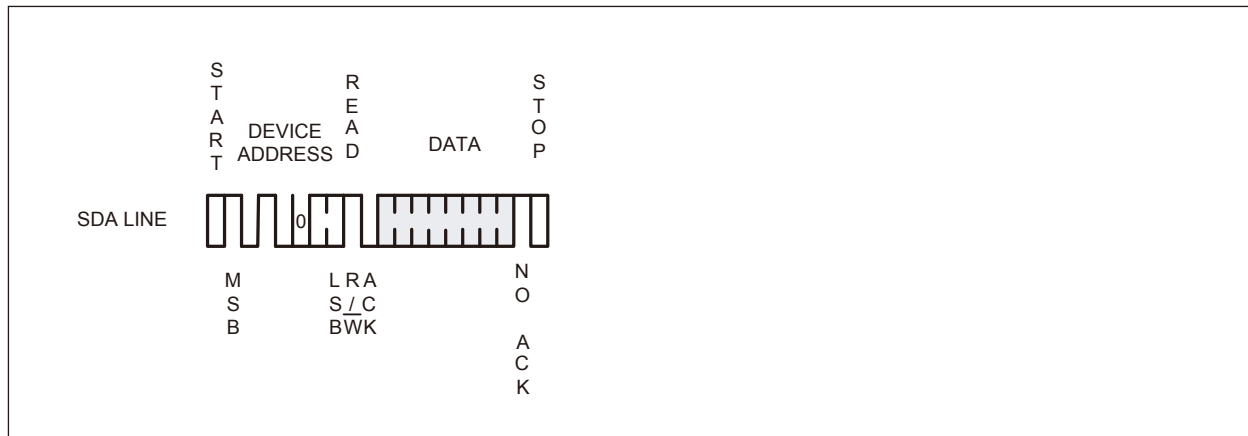 START
DEVICE
ADDRESS
READ
DATA
STOP
SDA LINE
0
MSB
LSB
R/W
ACK
NO ACK